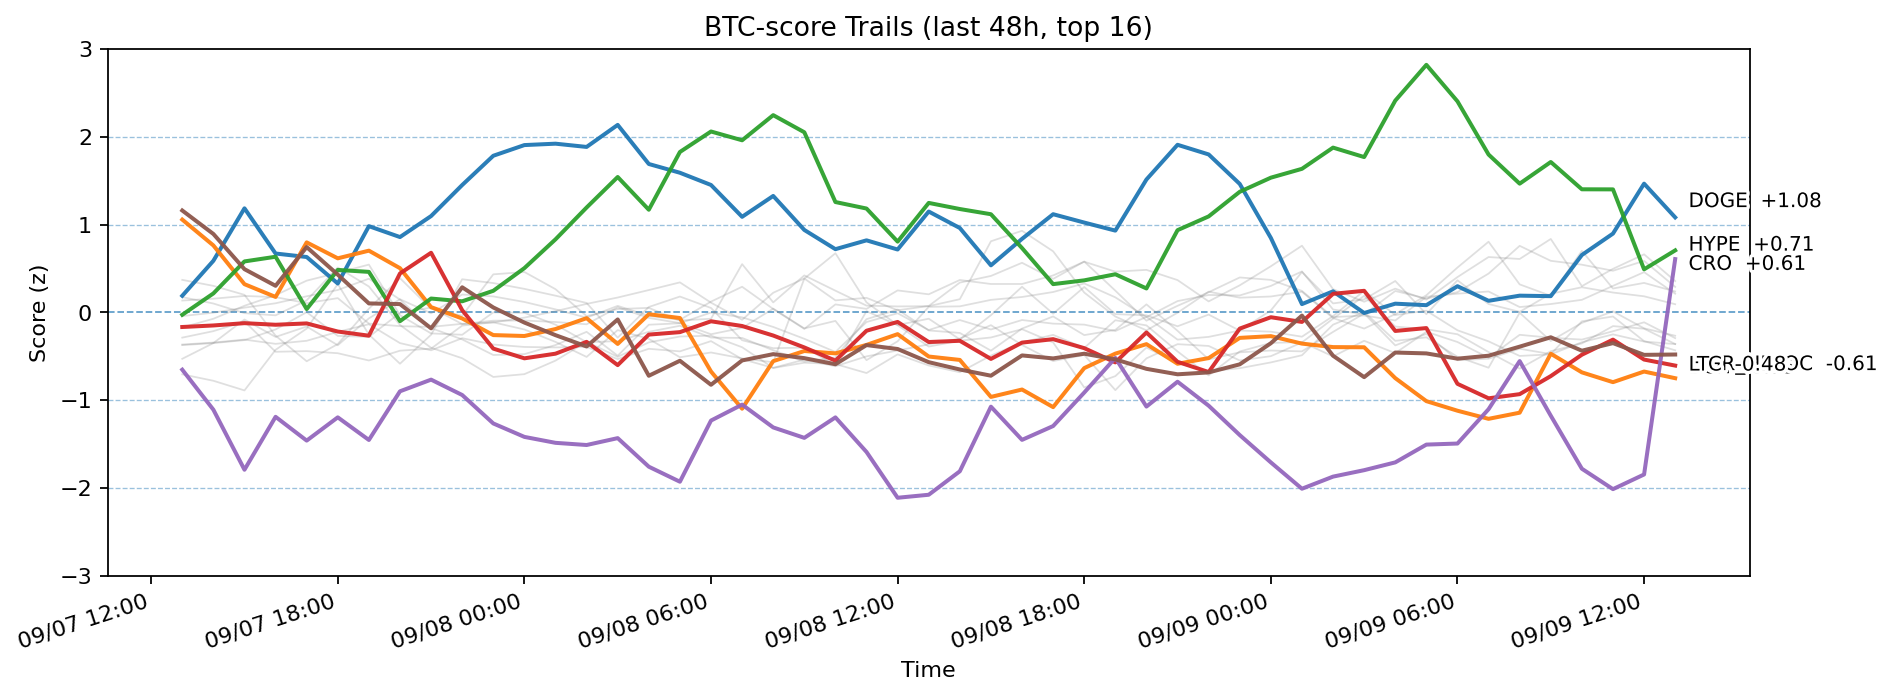 BTC-score Trails (last 48h, top 16)
3
2
1
0
−1
−2
−3
Score (z)
DOGE +1.08
HYPE +0.71
CRO +0.61
-0.61
09/07 12:00
09/07 18:00
09/08 00:00
09/08 06:00
09/08 12:00
09/08 18:00
09/09 00:00
09/09 06:00
09/09 12:00
Time